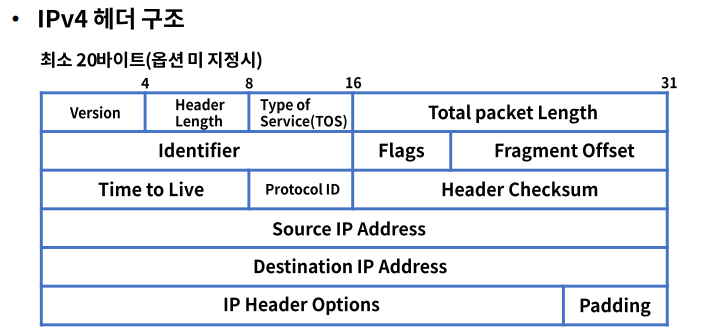 • IPv4 헤더 구조
최소 20바이트(옵션 미 지정시)
4 8 16 31
Version Header Length Type of Service(TOS) Total packet Length
Identifier Flags Fragment Offset
Time to Live Protocol ID Header Checksum
Source IP Address
Destination IP Address
IP Header Options Padding